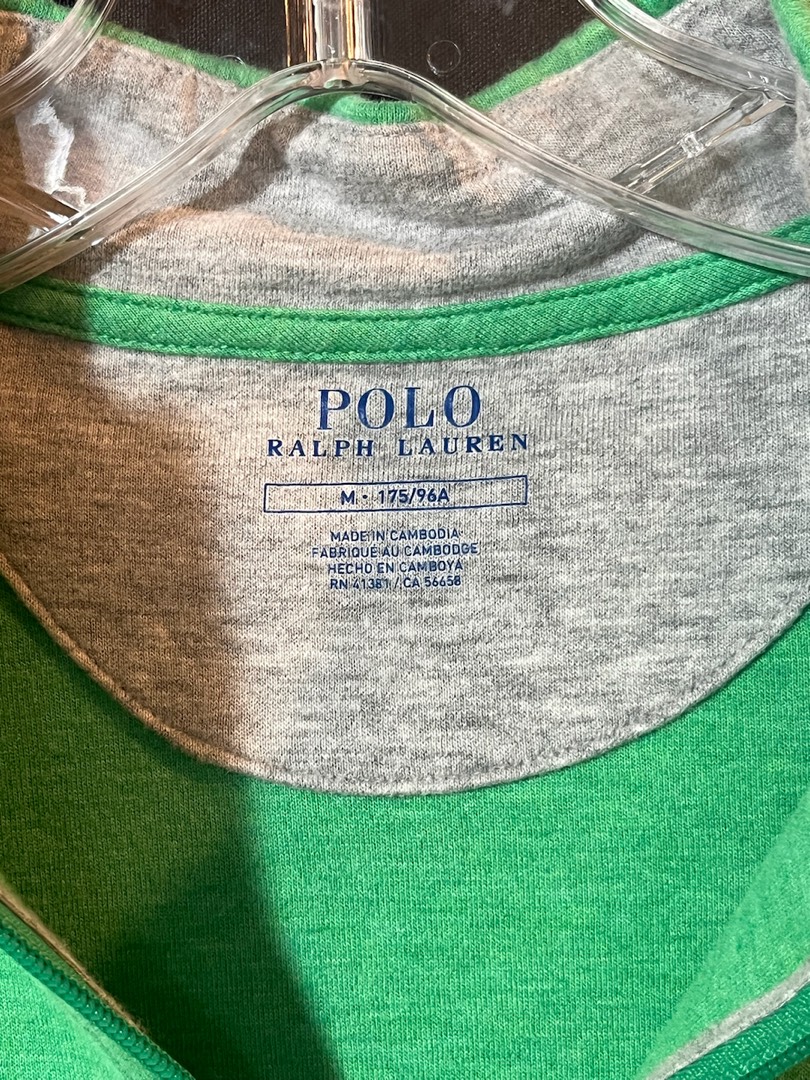 POLO
RALPH LAUREN
M • 175/96A
MADE IN CAMBODIA
FABRIQUÉ AU CAMBODGE
HECHO EN CAMBOYA
RN 41381 / CA 56658